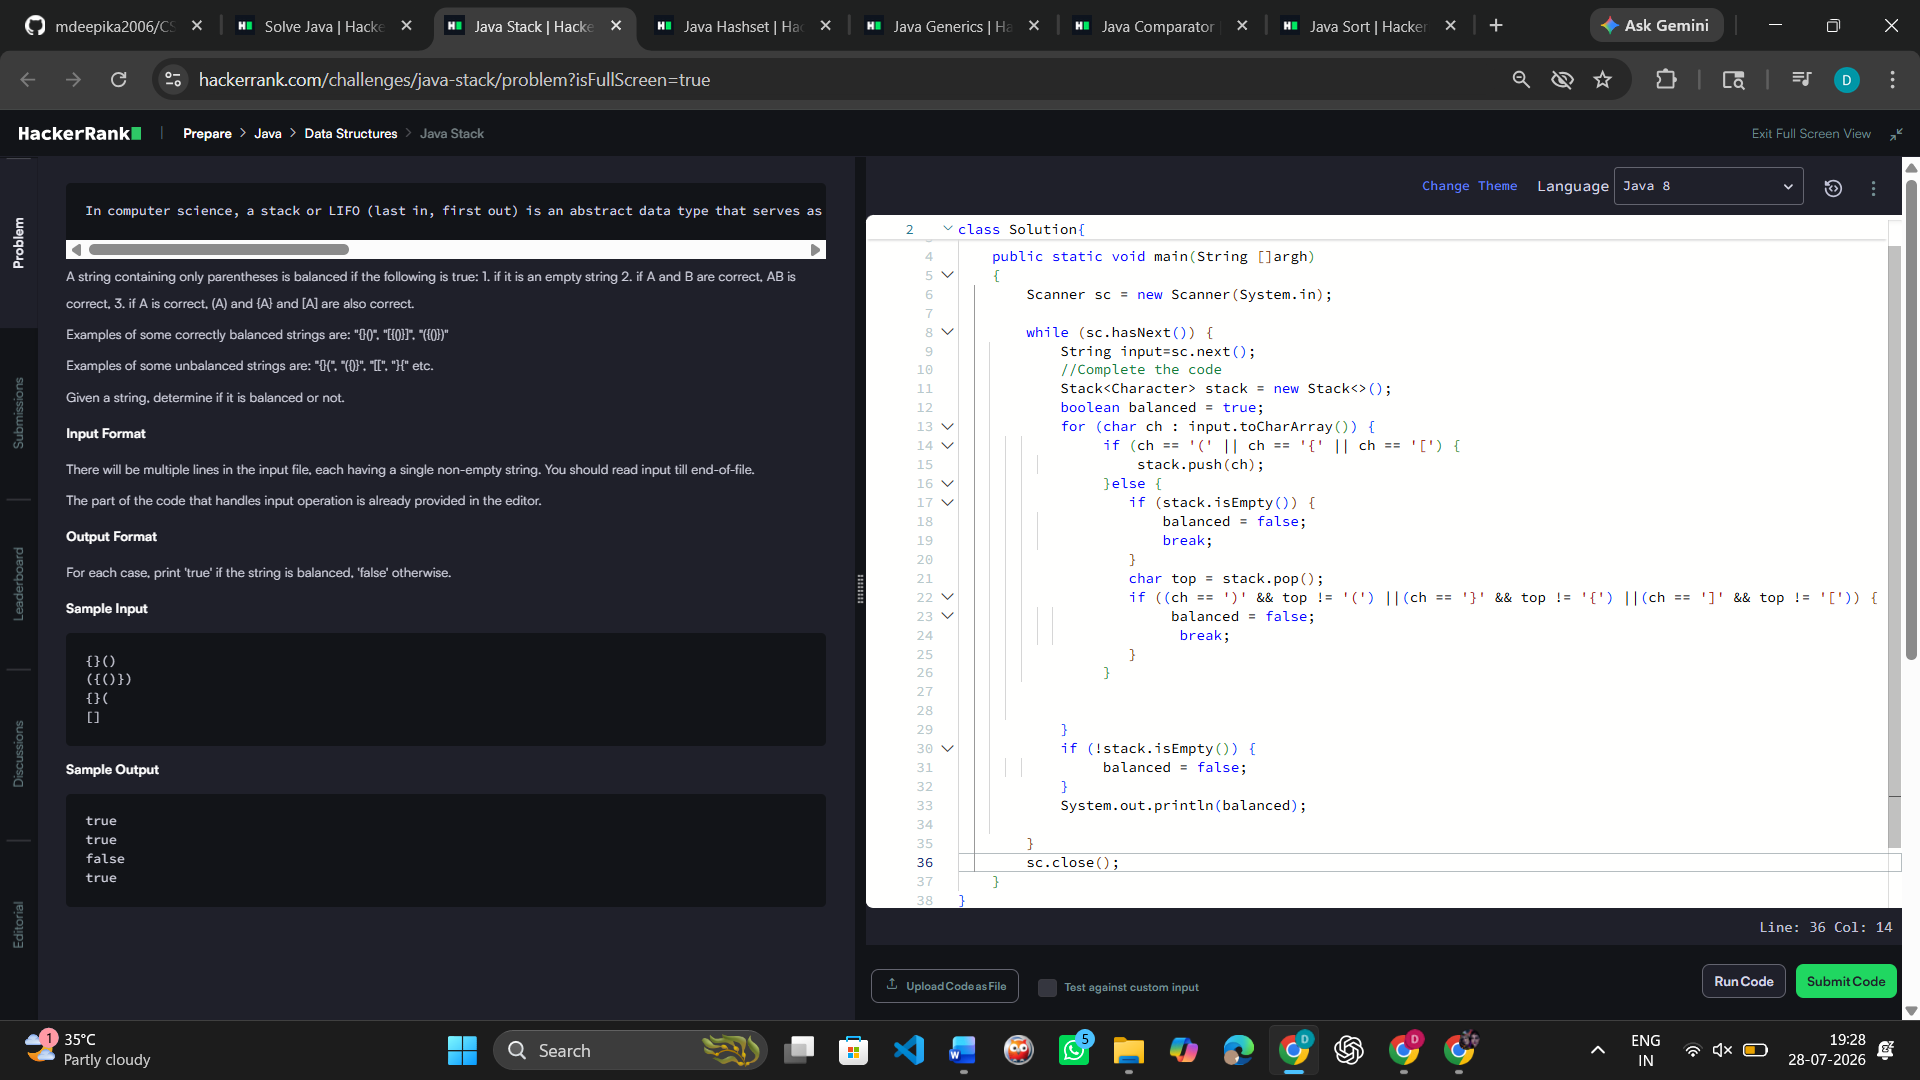 mdeepika2006/CS
Solve Java | Hacke
Java Stack | Hacke
Java Hashset | Hac
Java Generics | Ha
Java Comparator
Java Sort | Hacker
Ask Gemini
hackerrank.com/challenges/java-stack/problem?isFullScreen=true
D
HackerRank
Prepare > Java > Data Structures > Java Stack
Exit Full Screen View
Problem
Submissions
Leaderboard
Discussions
Editorial
In computer science, a stack or LIFO (last in, first out) is an abstract data type that serves as
A string containing only parentheses is balanced if the following is true: 1. if it is an empty string 2. if A and B are correct, AB is
correct, 3. if A is correct, (A) and {A} and [A] are also correct.
Examples of some correctly balanced strings are: "{}()", "[{()}]", "({()})"
Examples of some unbalanced strings are: "{}(", "({)}", "[[", "}{" etc.
Given a string, determine if it is balanced or not.
Input Format
There will be multiple lines in the input file, each having a single non-empty string. You should read input till end-of-file.
The part of the code that handles input operation is already provided in the editor.
Output Format
For each case, print 'true' if the string is balanced, 'false' otherwise.
Sample Input
{}()
({()})
{}(
[]
Sample Output
true
true
false
true
Change Theme
Language
Java 8
2 class Solution{
4 public static void main(String []argh)
5 {
6 Scanner sc = new Scanner(System.in);
7
8 while (sc.hasNext()) {
9 String input=sc.next();
10 //Complete the code
11 Stack<Character> stack = new Stack<>();
12 boolean balanced = true;
13 for (char ch : input.toCharArray()) {
14 if (ch == '(' || ch == '{' || ch == '[') {
15 stack.push(ch);
16 }else {
17 if (stack.isEmpty()) {
18 balanced = false;
19 break;
20 }
21 char top = stack.pop();
22 if ((ch == ')' && top != '(') ||(ch == '}' && top != '{') ||(ch == ']' && top != '[')) {
23 balanced = false;
24 break;
25 }
26 }
27
28
29 }
30 if (!stack.isEmpty()) {
31 balanced = false;
32 }
33 System.out.println(balanced);
34
35 }
36 sc.close();
37 }
38 }
Line: 36 Col: 14
Upload Code as File
Test against custom input
Run Code
Submit Code
1
35°C
Partly cloudy
Search
W
5
D
D
ENG
IN
19:28
28-07-2026